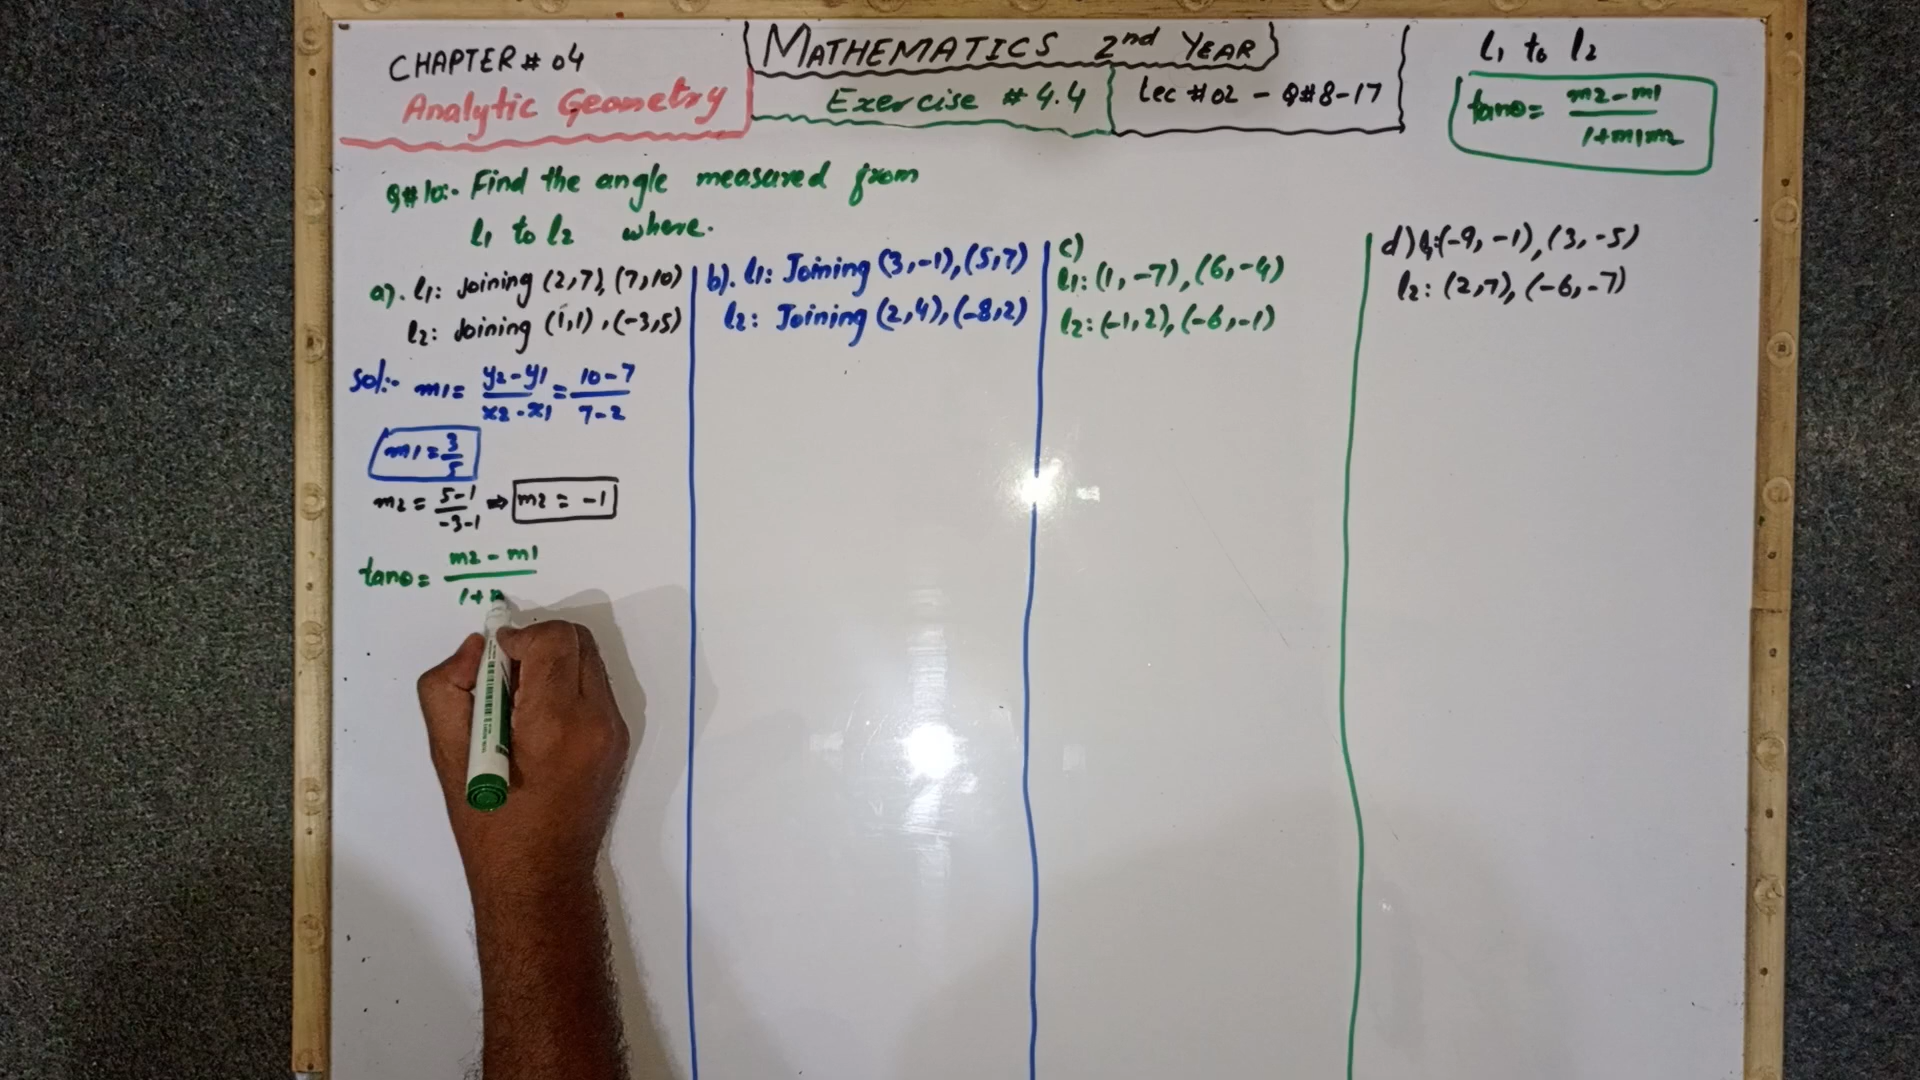 CHAPTER # 04
Analytic Geometry
MATHEMATICS 2nd YEAR
Exercise # 4.4
Lec # 02 - Q#8-17
l1 to l2
tanθ = m2-m1 / 1+m1m2
Q#10:- Find the angle measured from
l1 to l2 where.
a). l1: Joining (2,7), (7,10)
l2: Joining (1,1), (-3,5)
Sol:- m1 = y2-y1 / x2-x1 = 10-7 / 7-2
m1 = 3/5
m2 = 5-1 / -3-1 ⇒ m2 = -1
tanθ = m2 - m1 / 1+
b). l1: Joining (3,-1), (5,7)
l2: Joining (2,4), (-8,2)
c)
l1: (1,-7), (6,-4)
l2: (-1,2), (-6,-1)
d) l1: (-9,-1), (3,-5)
l2: (2,7), (-6,-7)